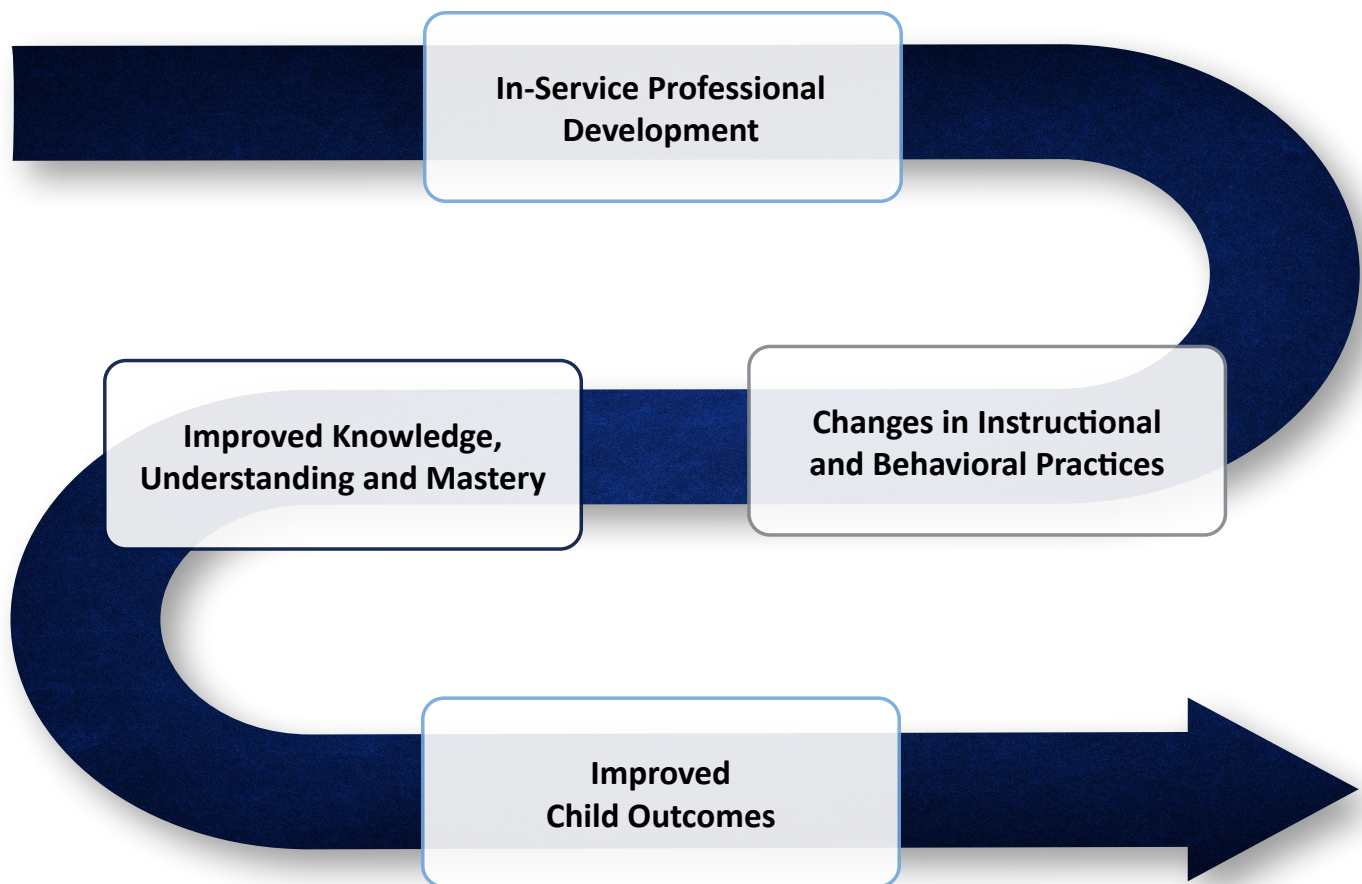 In-Service Professional
Development
Changes in Instructional
and Behavioral Practices
Improved Knowledge,
Understanding and Mastery
Improved
Child Outcomes